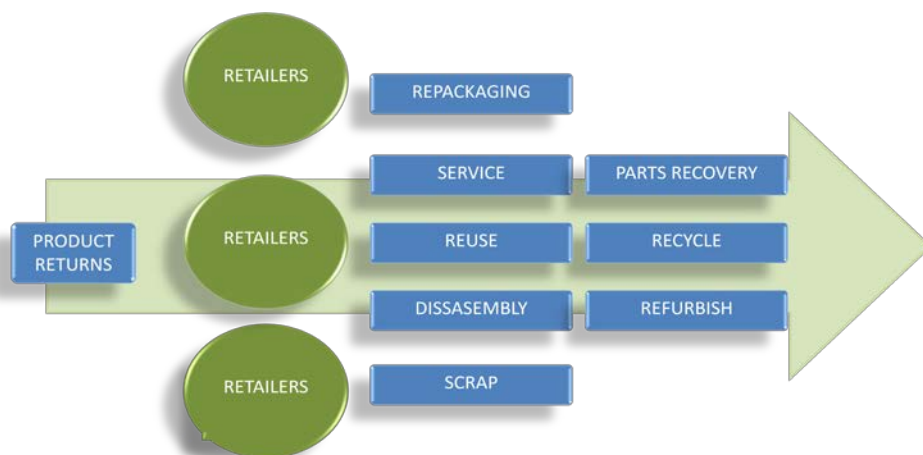 RETAILERS
REPACKAGING
SERVICE
PARTS RECOVERY
PRODUCT
RETURNS
RETAILERS
REUSE
RECYCLE
DISSASEMBLY
REFURBISH
RETAILERS
SCRAP